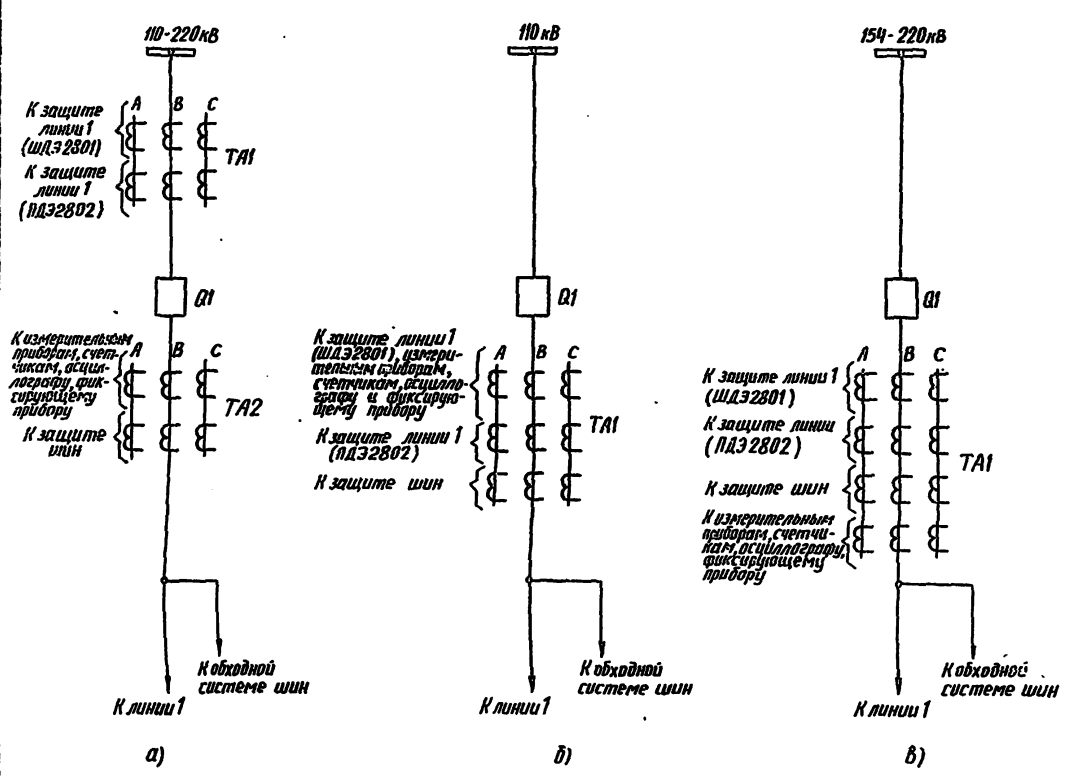 110-220кВ
К защите
линии 1
(ШДЭ2801)
К защите
линии 1
(ПДЭ2802)
А В С
ТА1
Q1
К измерительным
приборам, счет-
чикам, осцил-
лографу, фик-
сирующему
прибору
К защите
шин
А В С
ТА2
К обходной
системе шин
К линии 1
а)
110кВ
Q1
К защите линии 1
(ШДЭ2801), измери-
тельным приборам,
счетчикам, осцилло-
графу и фиксирую-
щему прибору
К защите линии 1
(ПДЭ2802)
К защите шин
А В С
ТА1
К обходной
системе шин
К линии 1
б)
154-220кВ
Q1
К защите линии 1
(ШДЭ2801)
К защите линии
(ПДЭ2802)
К защите шин
К измерительным
приборам, счетчи-
кам, осциллографу,
фиксирующему
прибору
А В С
ТА1
К обходной
системе шин
К линии 1
в)